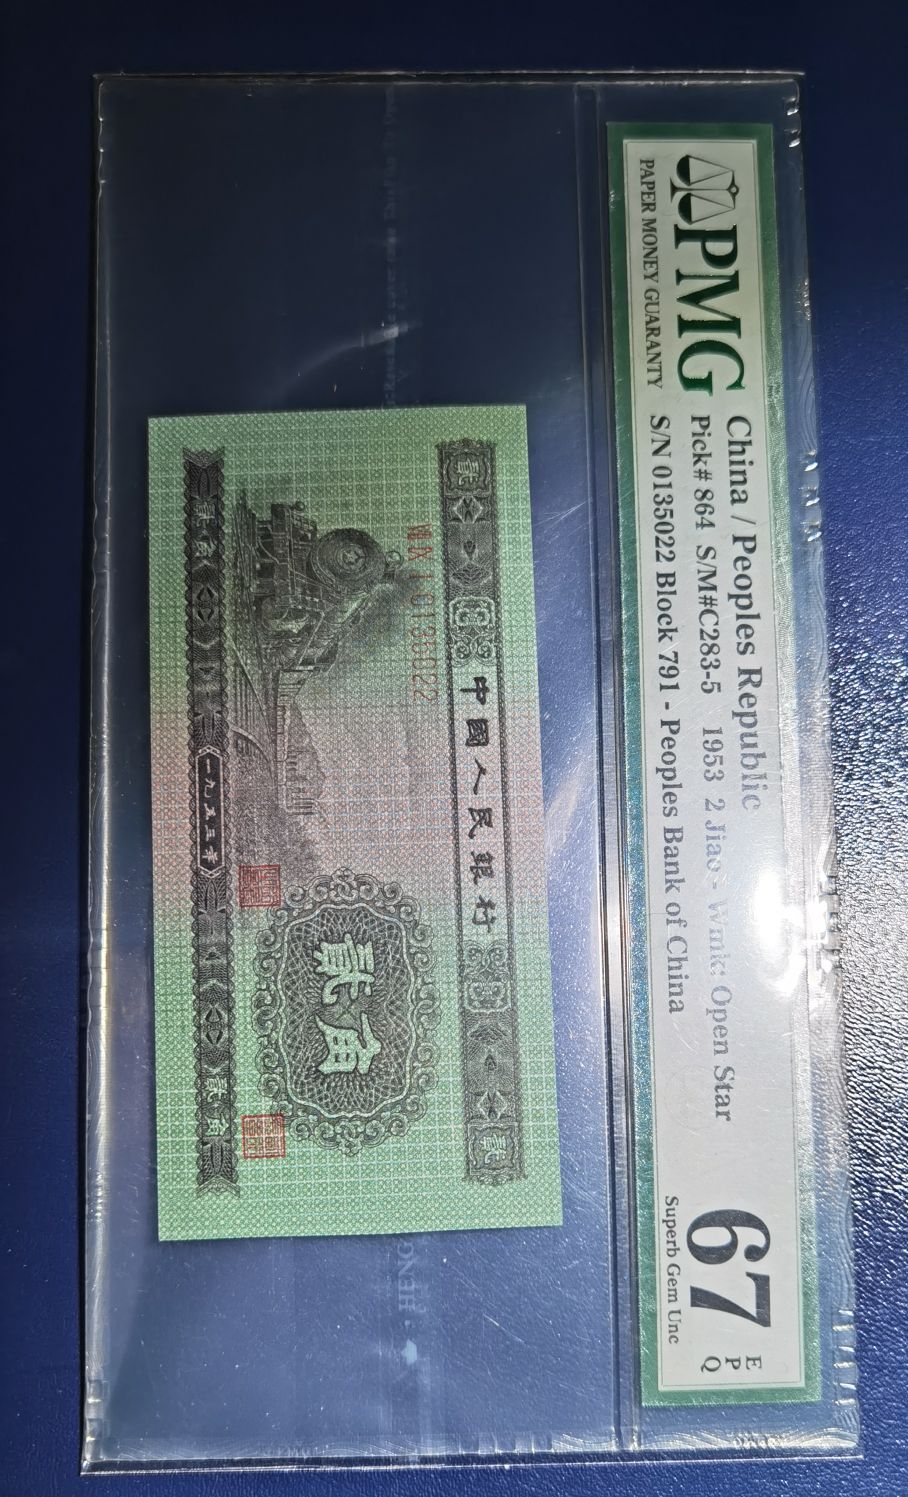 PMG
PAPER MONEY GUARANTY
China / Peoples Republic
Pick# 864 S/M#C283-5 1953 2 Jiao - Wmk: Open Star
S/N 0135022 Block 791 - Peoples Bank of China
67
EPQ
Superb Gem Unc
中國人民銀行
0135022
貳角
一九五三年